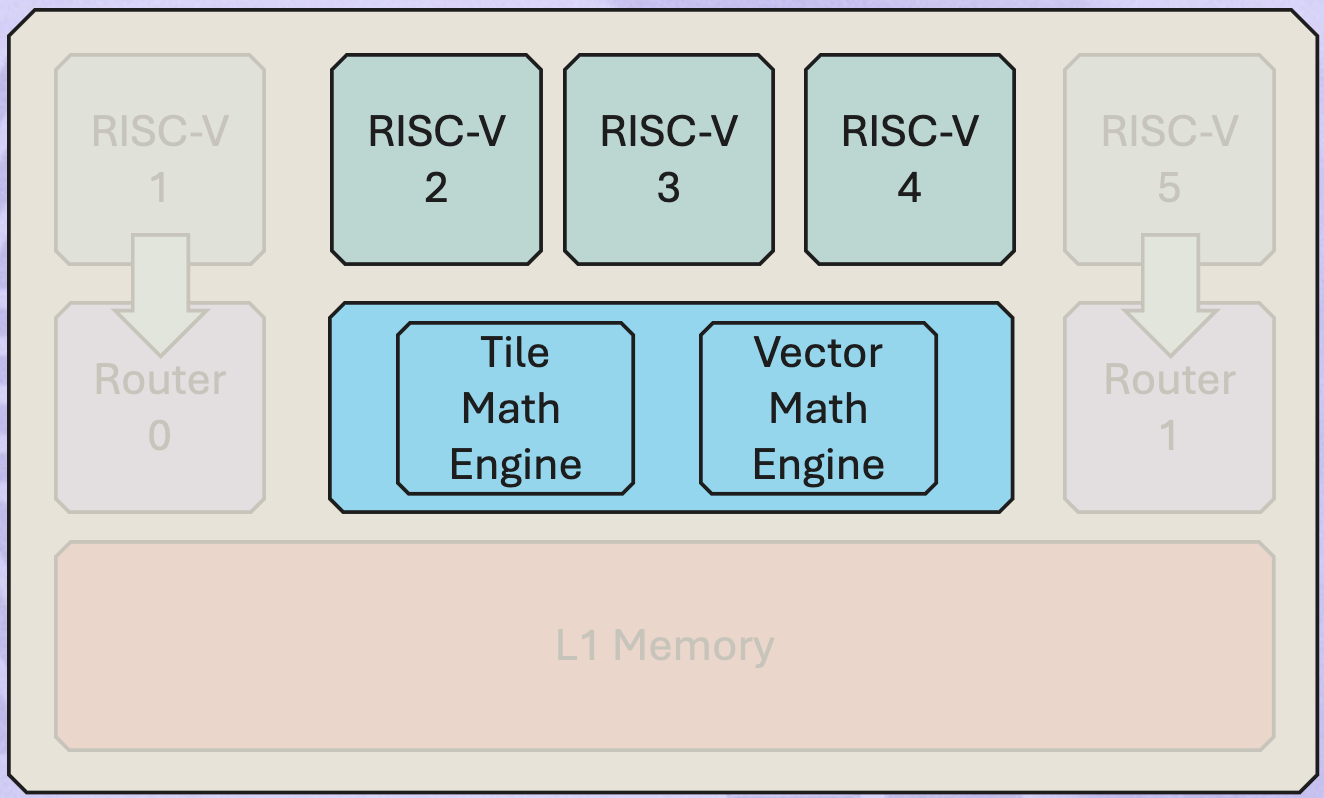 RISC-V
1
RISC-V
2
RISC-V
3
RISC-V
4
RISC-V
5
Router
0
Tile
Math
Engine
Vector
Math
Engine
Router
1
L1 Memory